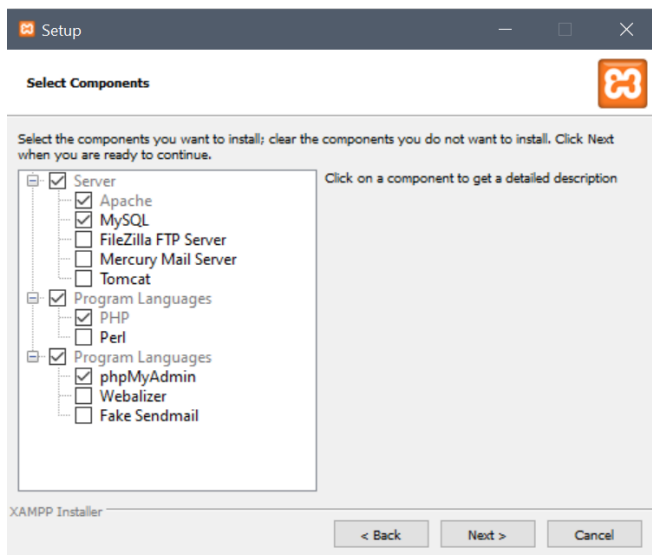 Setup
Select Components
Select the components you want to install; clear the components you do not want to install. Click Next
when you are ready to continue.
Server
Apache
MySQL
FileZilla FTP Server
Mercury Mail Server
Tomcat
Program Languages
PHP
Perl
Program Languages
phpMyAdmin
Webalizer
Fake Sendmail
Click on a component to get a detailed description
XAMPP Installer
< Back
Next >
Cancel